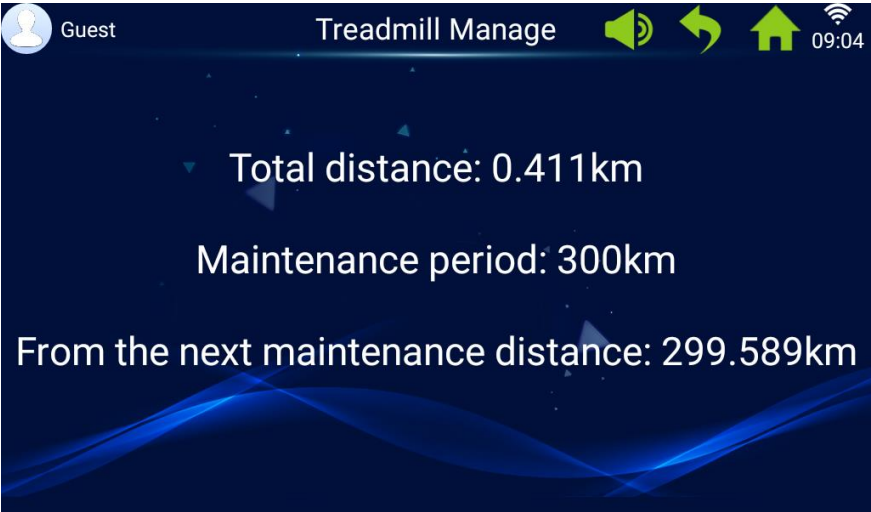 Guest
Treadmill Manage
09:04
Total distance: 0.411km
Maintenance period: 300km
From the next maintenance distance: 299.589km